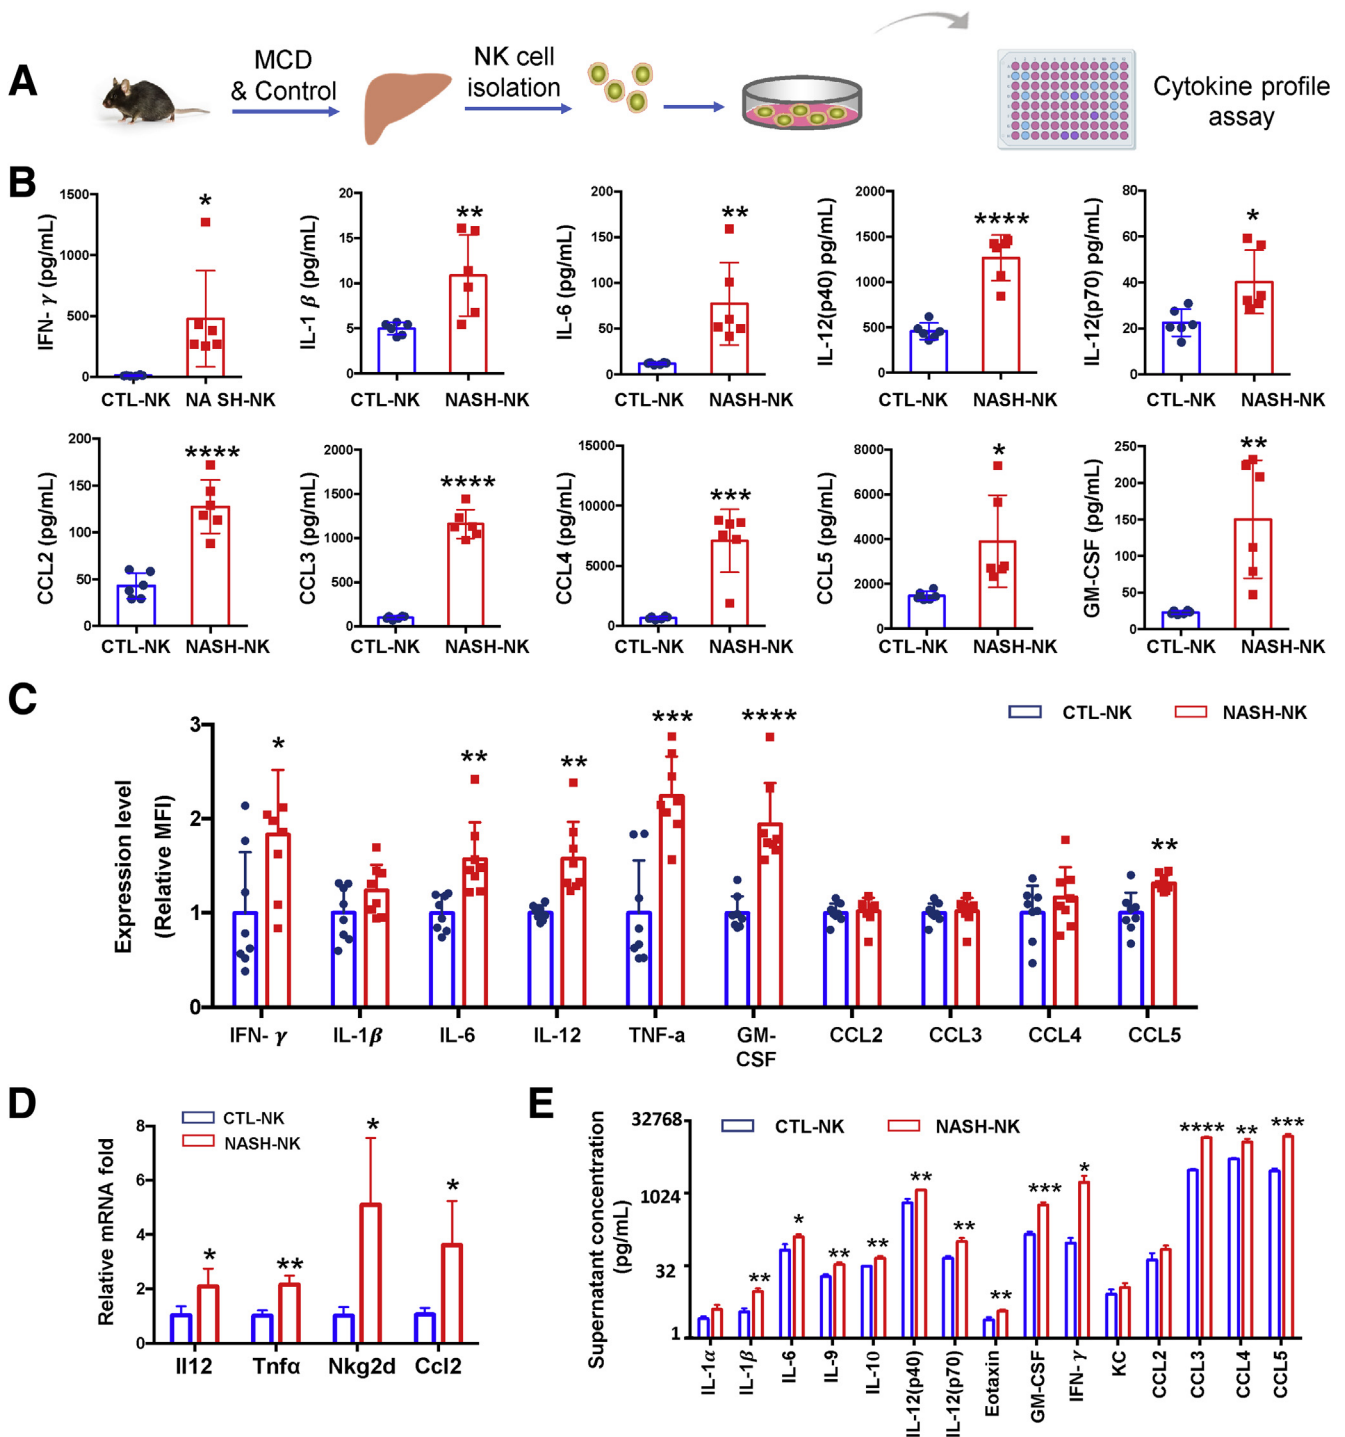 A
MCD
& Control
NK cell
isolation
Cytokine profile
assay
B
IFN- γ (pg/mL)
1500
1000
500
0
*
CTL-NK NA SH-NK
IL-1 β (pg/mL)
20
15
10
5
0
**
CTL-NK NASH-NK
IL-6 (pg/mL)
200
150
100
50
0
**
CTL-NK NASH-NK
IL-12(p40) pg/mL)
2000
1500
1000
500
0
****
CTL-NK NASH-NK
IL-12(p70) pg/mL)
80
60
40
20
0
*
CTL-NK NASH-NK
CCL2 (pg/mL)
200
150
100
50
0
****
CTL-NK NASH-NK
CCL3 (pg/mL)
2000
1500
1000
500
0
****
CTL-NK NASH-NK
CCL4 (pg/mL)
15000
10000
5000
0
***
CTL-NK NASH-NK
CCL5 (pg/mL)
8000
6000
4000
2000
0
*
CTL-NK NASH-NK
GM-CSF (pg/mL)
250
200
150
100
50
0
**
CTL-NK NASH-NK
C
CTL-NK NASH-NK
Expression level
(Relative MFI)
3
2
1
0
* ** ** *** **** **
IFN- γ IL-1β IL-6 IL-12 TNF-a GM- CCL2 CCL3 CCL4 CCL5
CSF
D
CTL-NK
NASH-NK
Relative mRNA fold
8
6
4
2
0
* ** * *
Il12 Tnfα Nkg2d Ccl2
E
CTL-NK NASH-NK
Supernatant concentration
(pg/mL)
32768
1024
32
1
** * ** ** ** ** ** *** * **** ** ***
IL-1α
IL-1β
IL-6
IL-9
IL-10
IL-12(p40)
IL-12(p70)
Eotaxin
GM-CSF
IFN- γ
KC
CCL2
CCL3
CCL4
CCL5